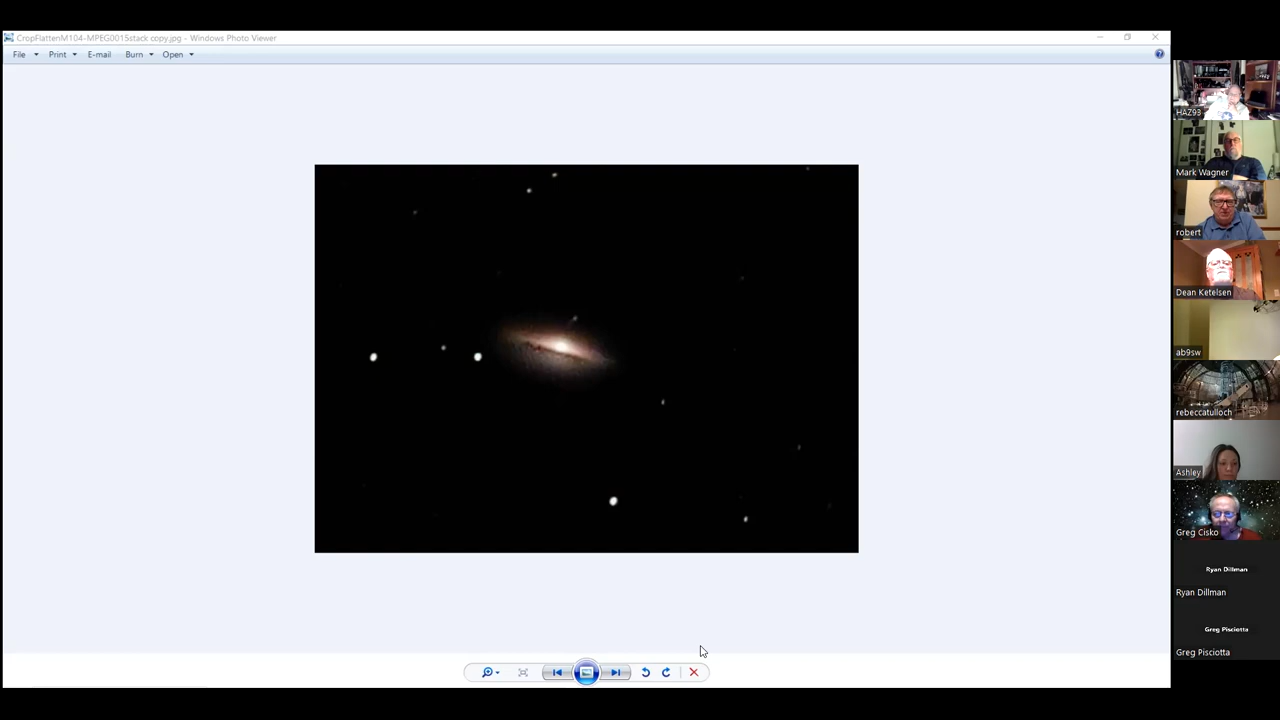 CropFlattenM104-MPEG0015stack copy.jpg - Windows Photo Viewer
File Print E-mail Burn Open
HAZ93
Mark Wagner
robert
Dean Ketelsen
ab9sw
rebeccatulloch
Ashley
Greg Cisko
Ryan Dillman
Ryan Dillman
Greg Pisciotta
Greg Pisciotta